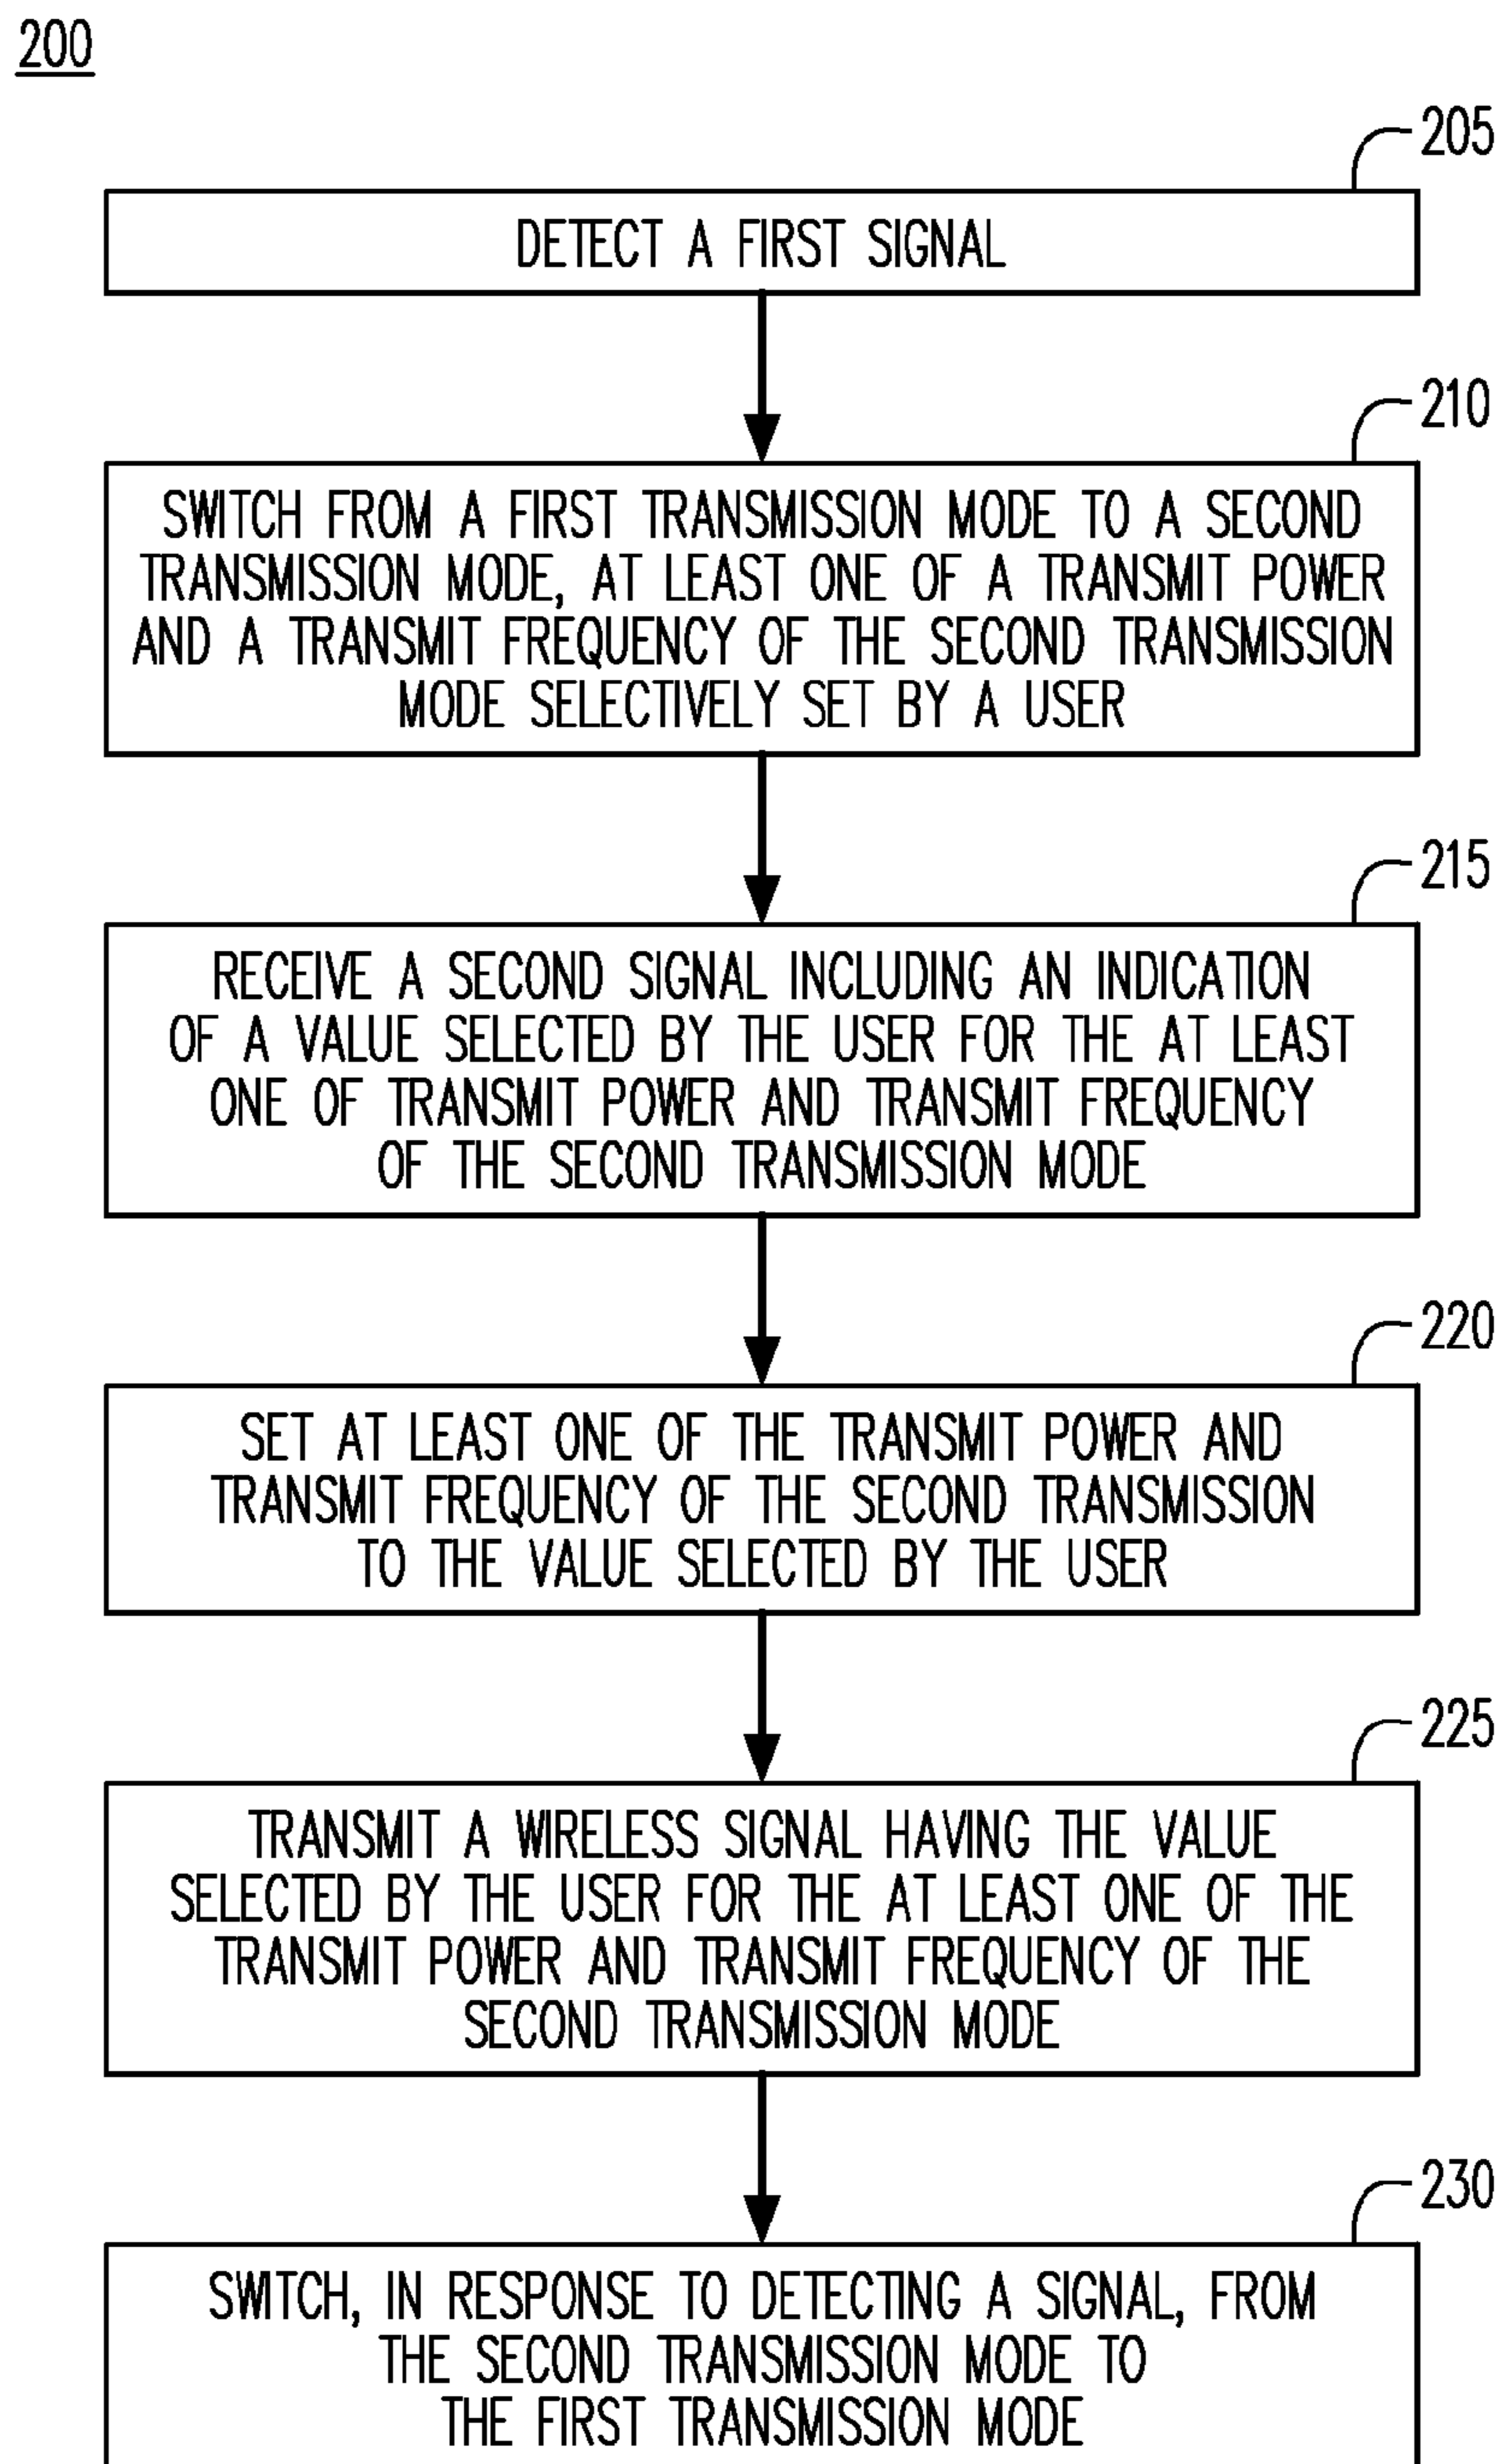 200
205
DETECT A FIRST SIGNAL
210
SWITCH FROM A FIRST TRANSMISSION MODE TO A SECOND
TRANSMISSION MODE, AT LEAST ONE OF A TRANSMIT POWER
AND A TRANSMIT FREQUENCY OF THE SECOND TRANSMISSION
MODE SELECTIVELY SET BY A USER
215
RECEIVE A SECOND SIGNAL INCLUDING AN INDICATION
OF A VALUE SELECTED BY THE USER FOR THE AT LEAST
ONE OF TRANSMIT POWER AND TRANSMIT FREQUENCY
OF THE SECOND TRANSMISSION MODE
220
SET AT LEAST ONE OF THE TRANSMIT POWER AND
TRANSMIT FREQUENCY OF THE SECOND TRANSMISSION
TO THE VALUE SELECTED BY THE USER
225
TRANSMIT A WIRELESS SIGNAL HAVING THE VALUE
SELECTED BY THE USER FOR THE AT LEAST ONE OF THE
TRANSMIT POWER AND TRANSMIT FREQUENCY OF THE
SECOND TRANSMISSION MODE
230
SWITCH, IN RESPONSE TO DETECTING A SIGNAL, FROM
THE SECOND TRANSMISSION MODE TO
THE FIRST TRANSMISSION MODE